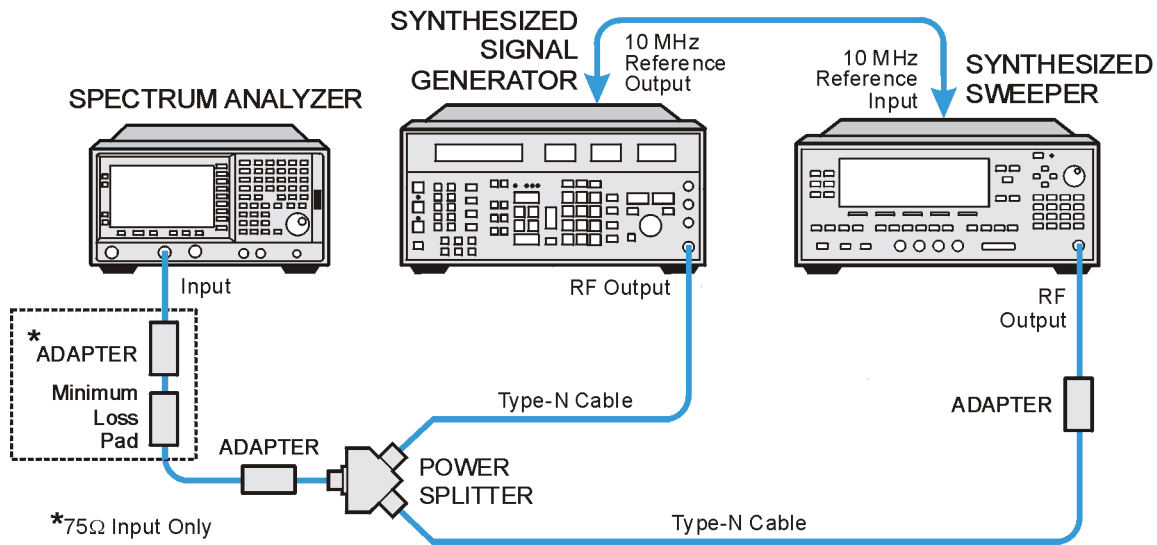 SYNTHESIZED
SIGNAL
GENERATOR
10 MHz
Reference
Output
10 MHz
Reference
Input
SYNTHESIZED
SWEEPER
SPECTRUM ANALYZER
Input
RF Output
RF
Output
*ADAPTER
Minimum
Loss
Pad
ADAPTER
Type-N Cable
ADAPTER
POWER
SPLITTER
*75Ω Input Only
Type-N Cable